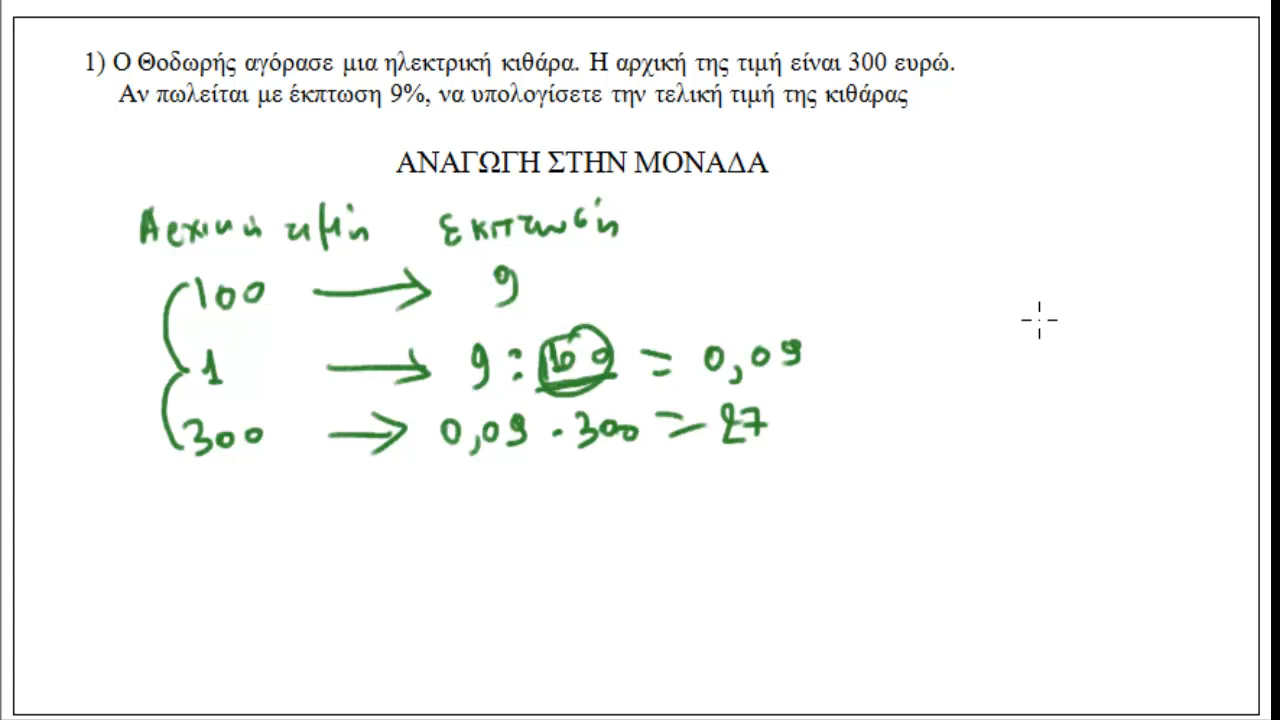 1) Ο Θοδωρής αγόρασε μια ηλεκτρική κιθάρα. Η αρχική της τιμή είναι 300 ευρώ.
Αν πωλείται με έκπτωση 9%, να υπολογίσετε την τελική τιμή της κιθάρας
ΑΝΑΓΩΓΗ ΣΤΗΝ ΜΟΝΑΔΑ
Αρχική τιμή εκπτωσή
100 → 9
1 → 9 : 100 = 0,09
300 → 0,09 · 300 = 27